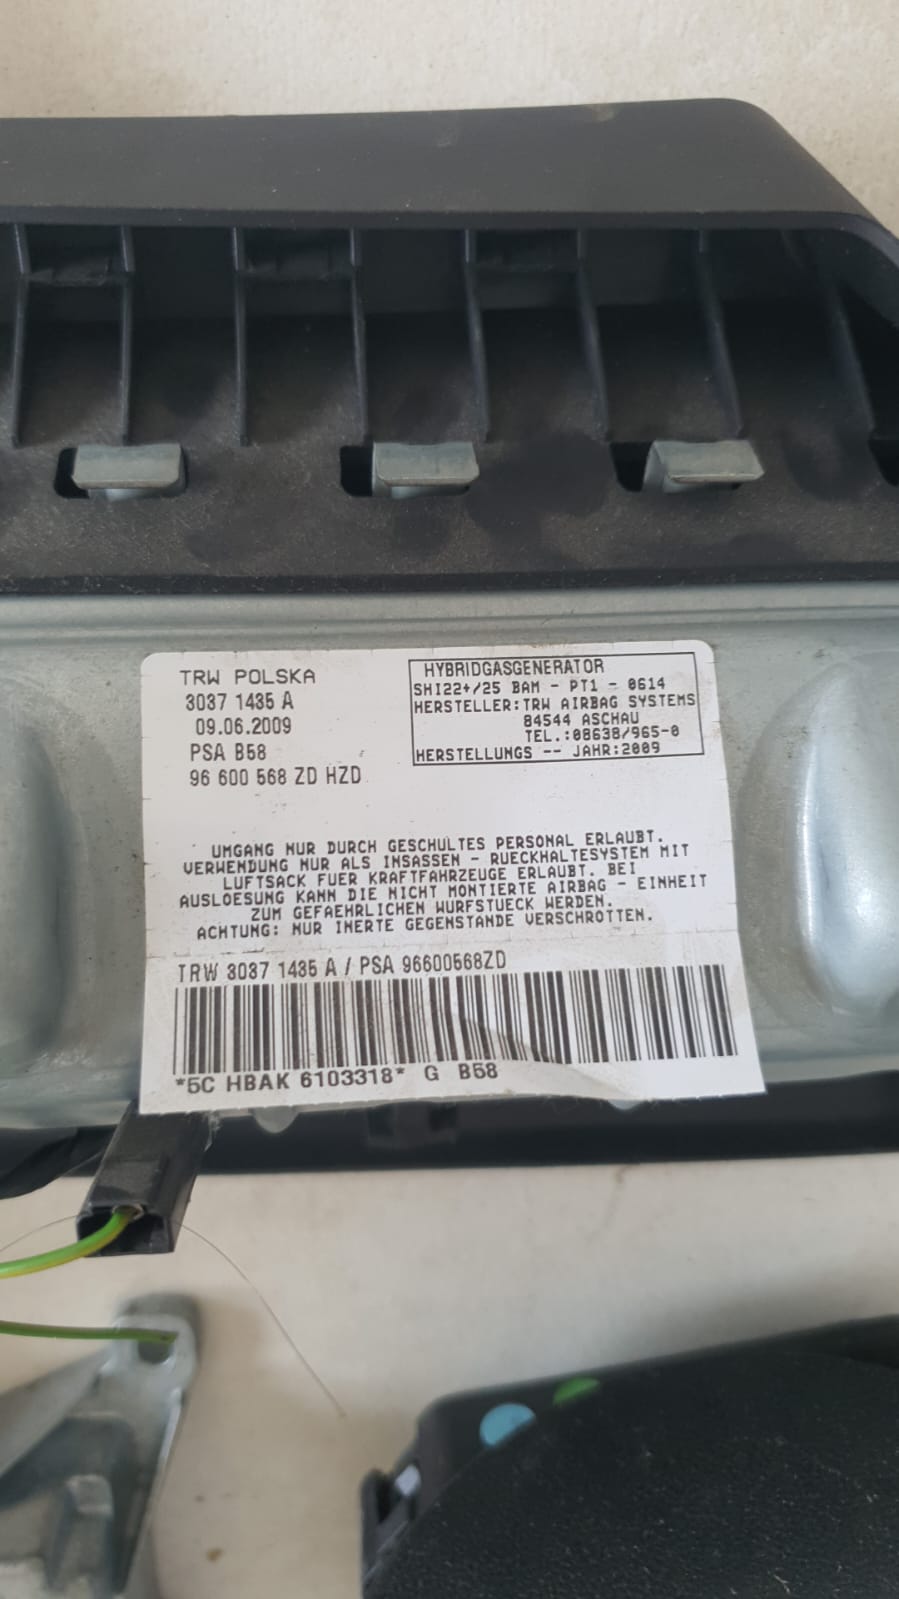 TRW POLSKA
3037 1435 A
09.06.2009
PSA B58
96 600 568 ZD HZD
HYBRIDGASGENERATOR
SHI22+/25 BAM - PT1 - 0614
HERSTELLER:TRW AIRBAG SYSTEMS
84544 ASCHAU
TEL.:08638/965-0
HERSTELLUNGS -- JAHR:2009
UMGANG NUR DURCH GESCHULTES PERSONAL ERLAUBT.
VERWENDUNG NUR ALS INSASSEN - RUECKHALTESYSTEM MIT
LUFTSACK FUER KRAFTFAHRZEUGE ERLAUBT. BEI
AUSLOESUNG KANN DIE NICHT MONTIERTE AIRBAG - EINHEIT
ZUM GEFAEHRLICHEN WURFSTUECK WERDEN.
ACHTUNG: NUR INERTE GEGENSTANDE VERSCHROTTEN.
TRW 3037 1435 A / PSA 96600568ZD
*5C HBAK 6103318* G B58